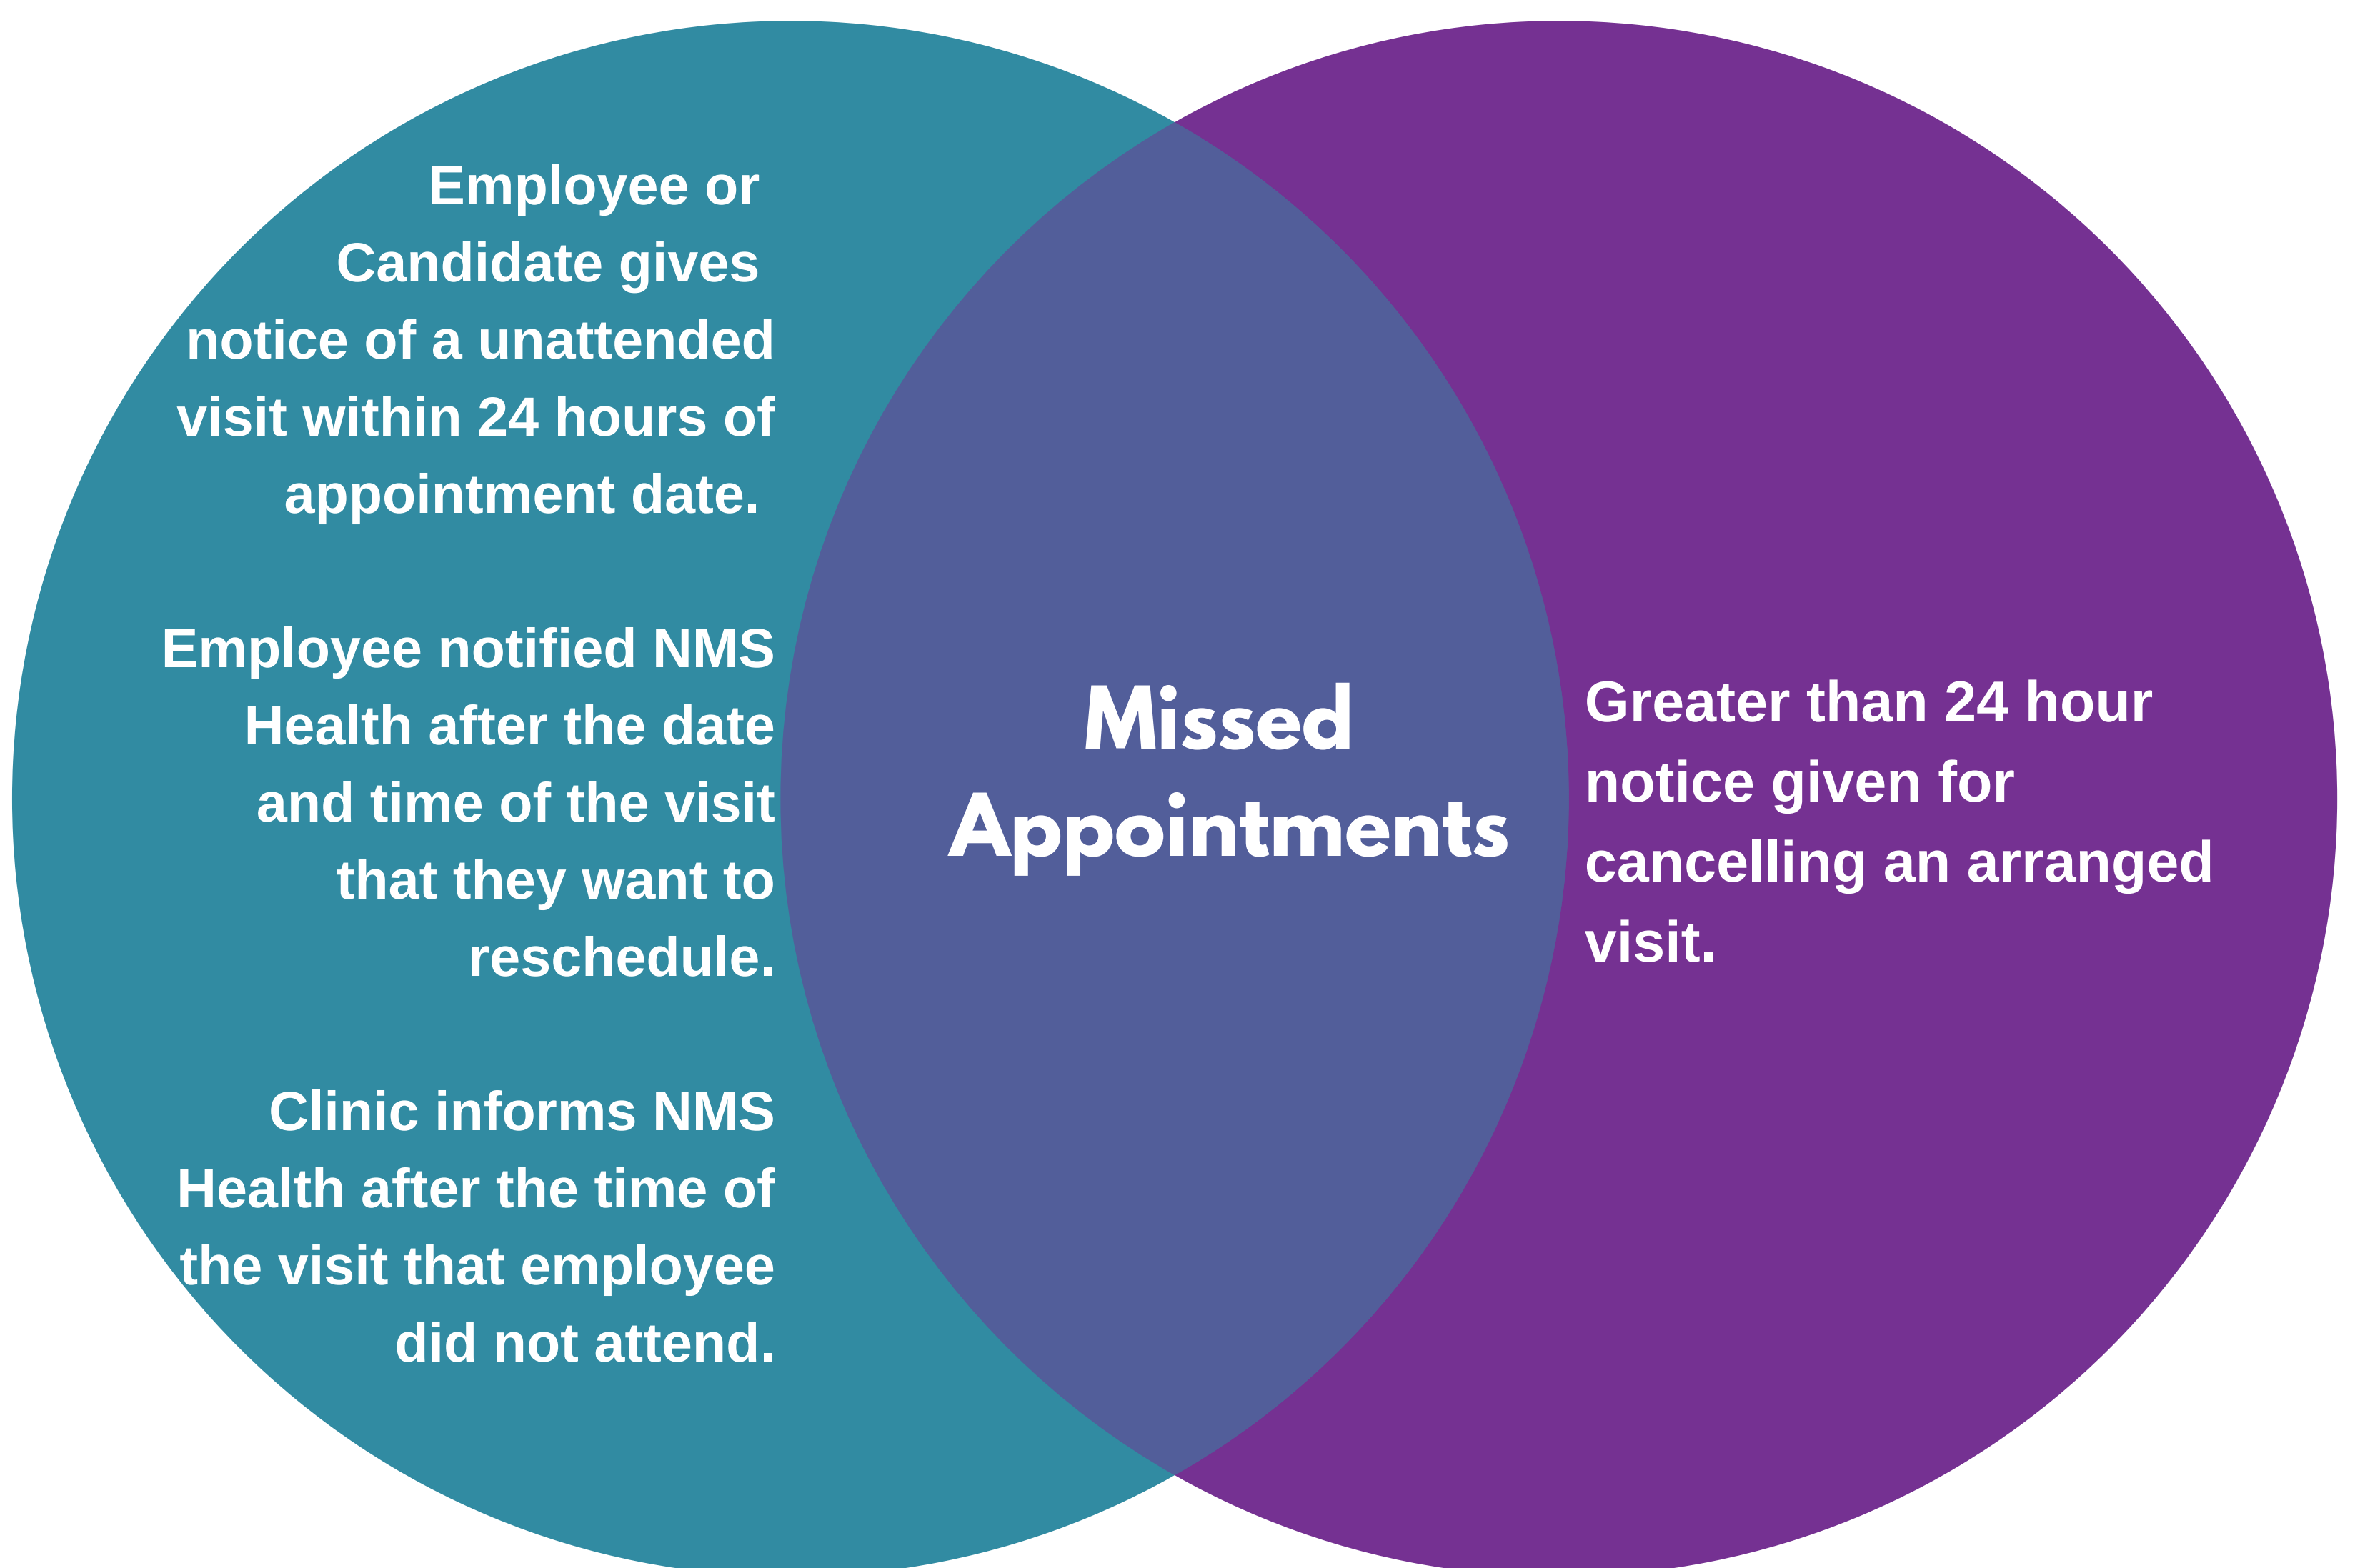 Employee or
Candidate gives
notice of a unattended
visit within 24 hours of
appointment date.
Employee notified NMS
Health after the date
and time of the visit
that they want to
reschedule.
Clinic informs NMS
Health after the time of
the visit that employee
did not attend.
Missed
Appointments
Greater than 24 hour
notice given for
cancelling an arranged
visit.